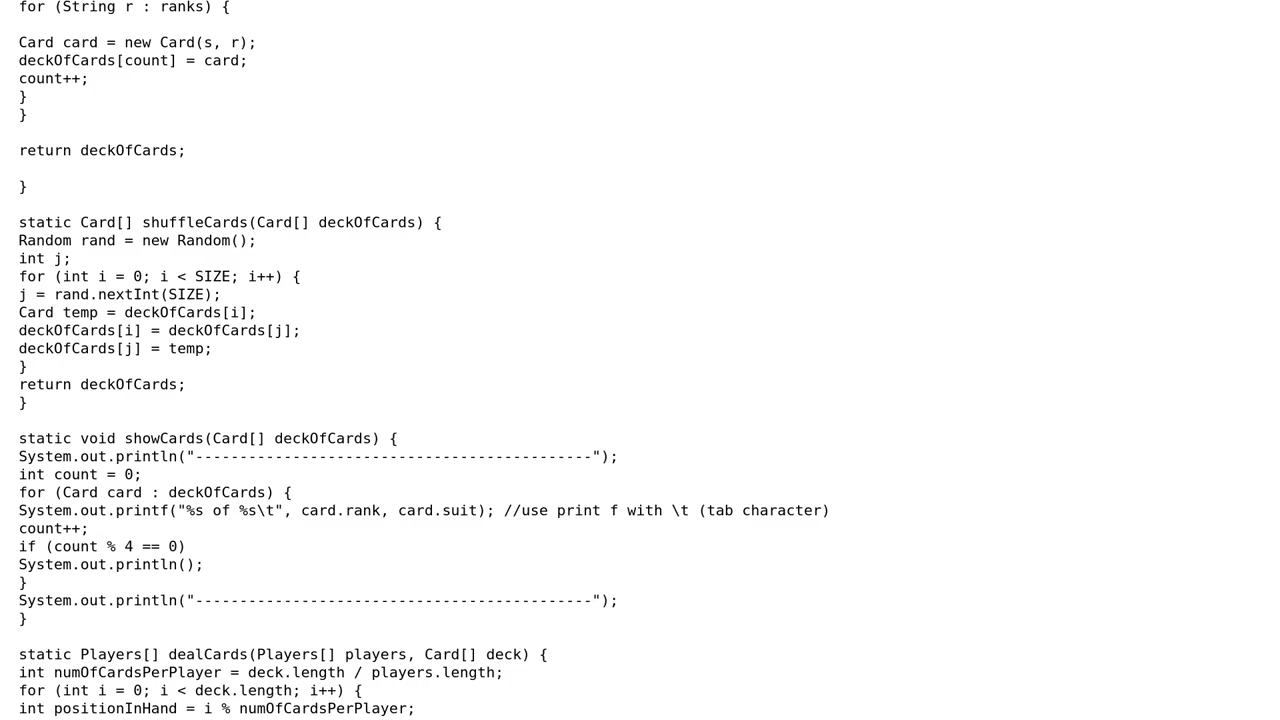 for (String r : ranks) {
Card card = new Card(s, r);
deckOfCards[count] = card;
count++;
}
}
return deckOfCards;
}
static Card[] shuffleCards(Card[] deckOfCards) {
Random rand = new Random();
int j;
for (int i = 0; i < SIZE; i++) {
j = rand.nextInt(SIZE);
Card temp = deckOfCards[i];
deckOfCards[i] = deckOfCards[j];
deckOfCards[j] = temp;
}
return deckOfCards;
}
static void showCards(Card[] deckOfCards) {
System.out.println("---------------------------------------------");
int count = 0;
for (Card card : deckOfCards) {
System.out.printf("%s of %s\t", card.rank, card.suit); //use print f with \t (tab character)
count++;
if (count % 4 == 0)
System.out.println();
}
System.out.println("---------------------------------------------");
}
static Players[] dealCards(Players[] players, Card[] deck) {
int numOfCardsPerPlayer = deck.length / players.length;
for (int i = 0; i < deck.length; i++) {
int positionInHand = i % numOfCardsPerPlayer;